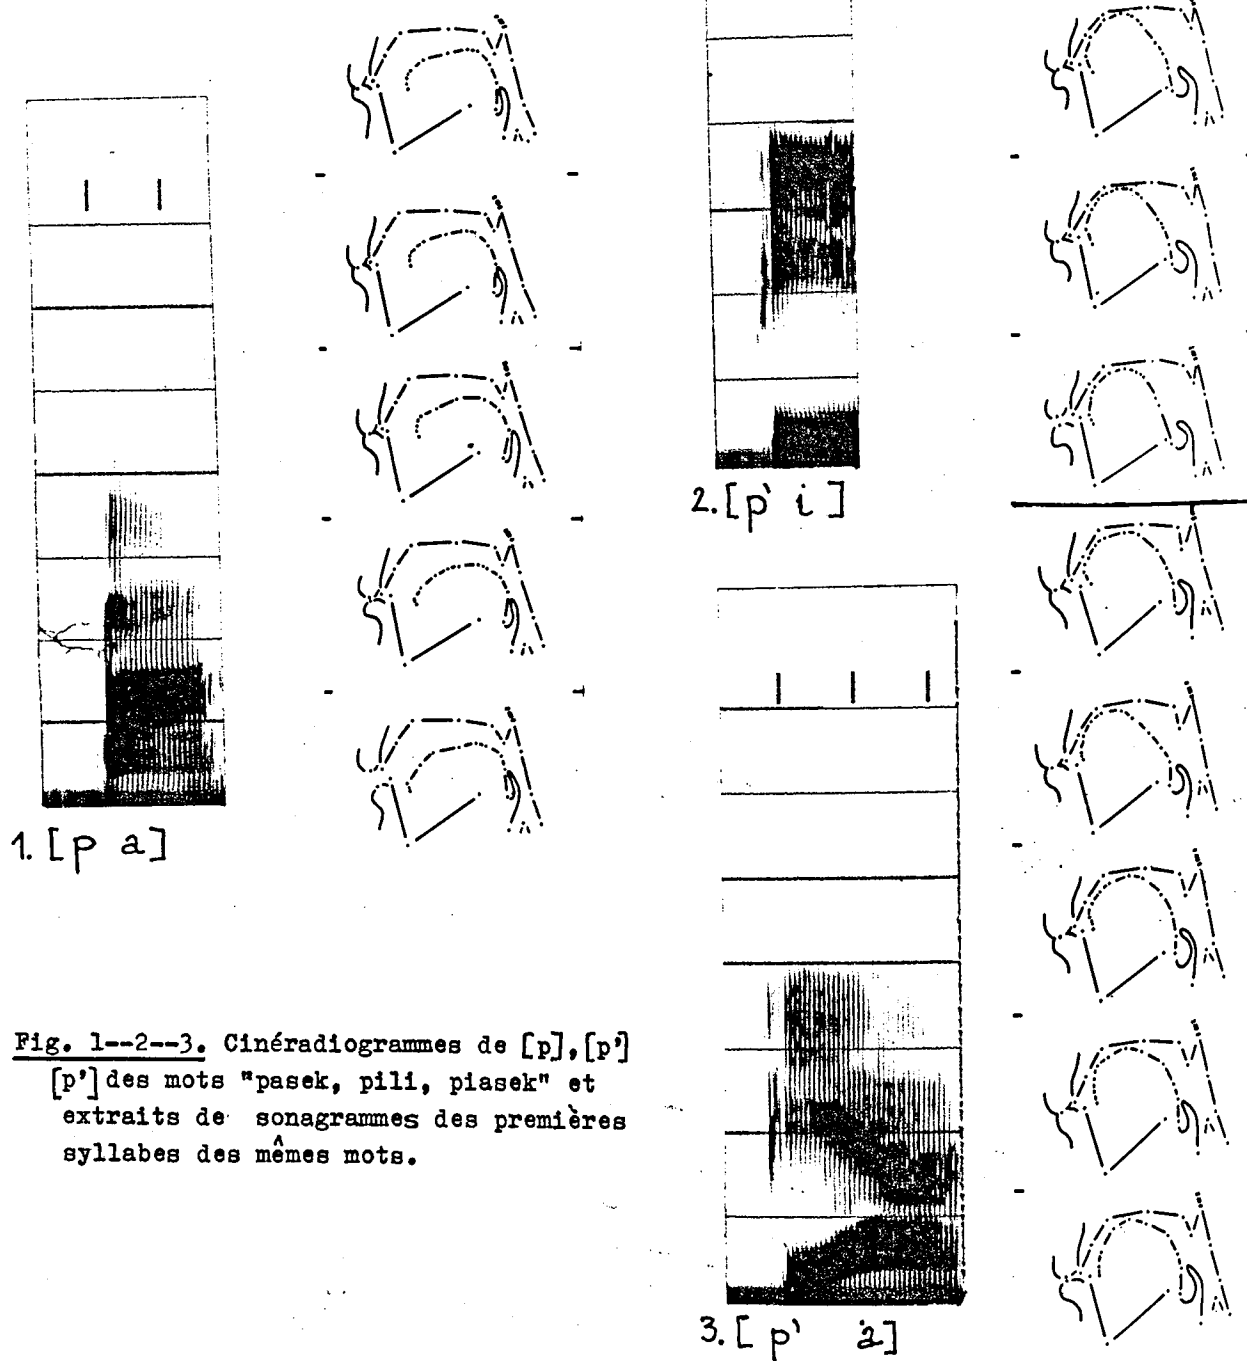 1. [p a]
2. [p' i]
3. [p' ȧ]
Fig. 1--2--3. Cinéradiogrammes de [p], [p']
[p'] des mots "pasek, pili, piasek" et
extraits de sonagrammes des premières
syllabes des mêmes mots.